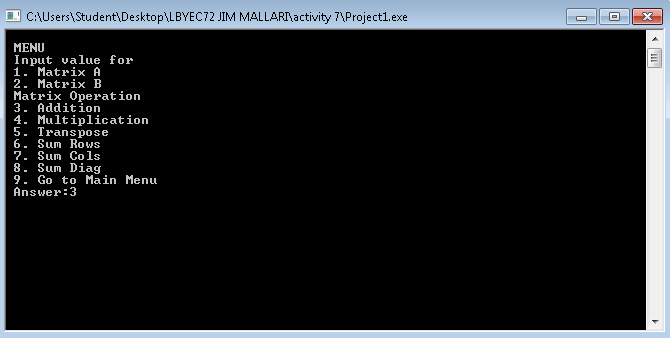 C:\Users\Student\Desktop\LBYEC72 JIM MALLARI\activity 7\Project1.exe
MENU
Input value for
1. Matrix A
2. Matrix B
Matrix Operation
3. Addition
4. Multiplication
5. Transpose
6. Sum Rows
7. Sum Cols
8. Sum Diag
9. Go to Main Menu
Answer:3